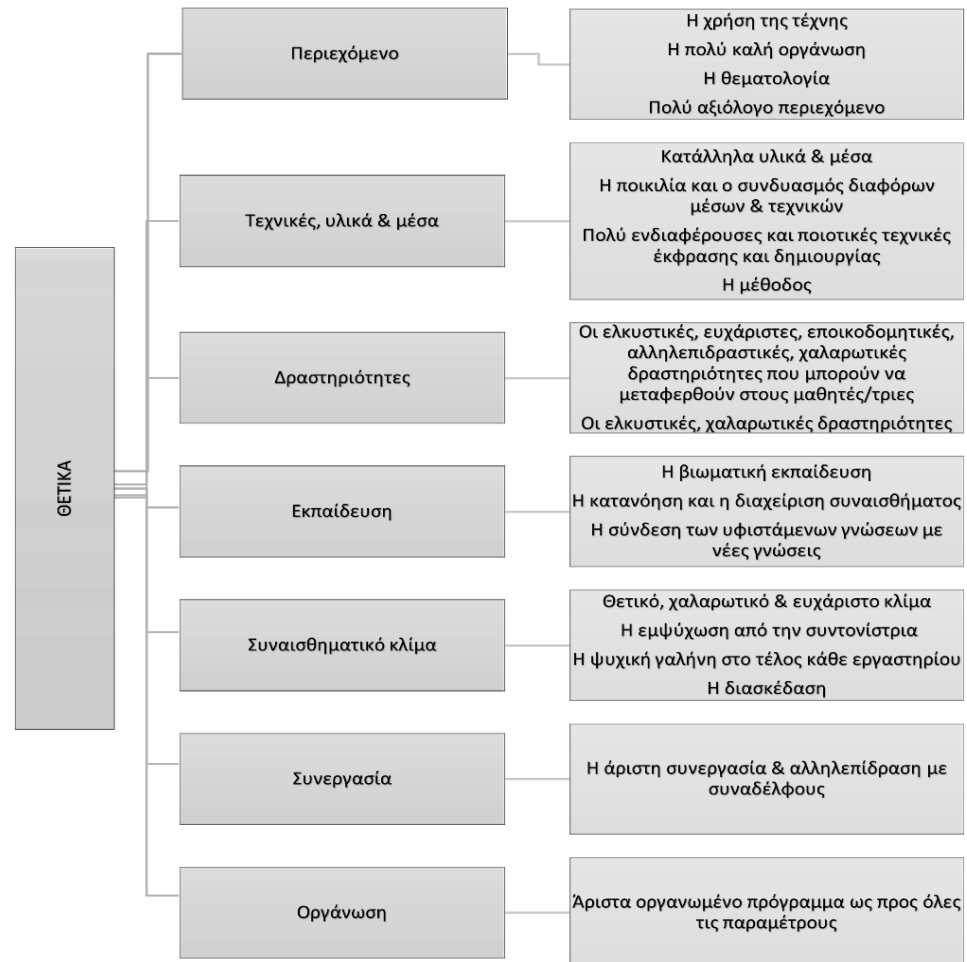 ΘΕΤΙΚΑ
Περιεχόμενο
Η χρήση της τέχνης
Η πολύ καλή οργάνωση
Η θεματολογία
Πολύ αξιόλογο περιεχόμενο
Τεχνικές, υλικά & μέσα
Κατάλληλα υλικά & μέσα
Η ποικιλία και ο συνδυασμός διαφόρων
μέσων & τεχνικών
Πολύ ενδιαφέρουσες και ποιοτικές τεχνικές
έκφρασης και δημιουργίας
Η μέθοδος
Δραστηριότητες
Οι ελκυστικές, ευχάριστες, εποικοδομητικές,
αλληλεπιδραστικές, χαλαρωτικές
δραστηριότητες που μπορούν να
μεταφερθούν στους μαθητές/τριες
Οι ελκυστικές, χαλαρωτικές δραστηριότητες
Εκπαίδευση
Η βιωματική εκπαίδευση
Η κατανόηση και η διαχείριση συναισθήματος
Η σύνδεση των υφιστάμενων γνώσεων με
νέες γνώσεις
Συναισθηματικό κλίμα
Θετικό, χαλαρωτικό & ευχάριστο κλίμα
Η εμψύχωση από την συντονίστρια
Η ψυχική γαλήνη στο τέλος κάθε εργαστηρίου
Η διασκέδαση
Συνεργασία
Η άριστη συνεργασία & αλληλεπίδραση με
συναδέλφους
Οργάνωση
Άριστα οργανωμένο πρόγραμμα ως προς όλες
τις παραμέτρους